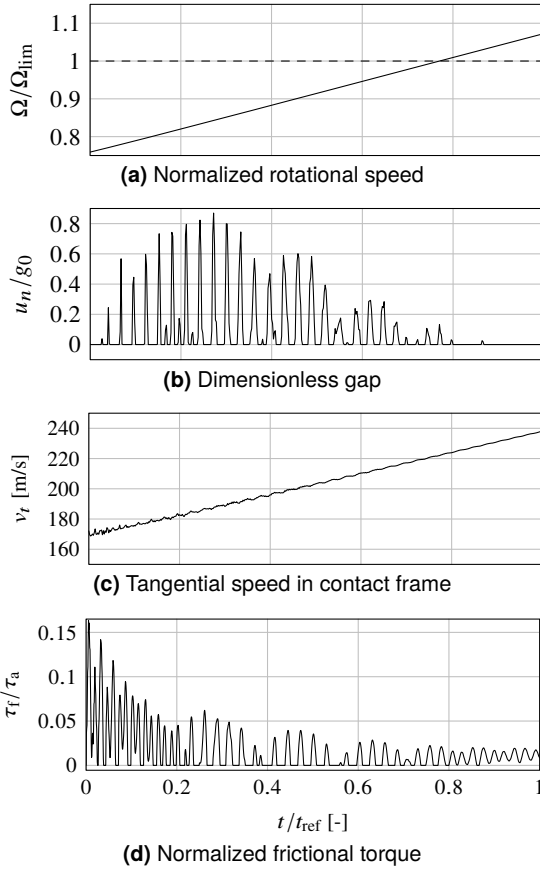 1.1
1
0.9
0.8
Ω/Ω_lim
(a) Normalized rotational speed
0.8
0.6
0.4
0.2
0
u_n/g_0
(b) Dimensionless gap
240
220
200
180
160
v_t [m/s]
(c) Tangential speed in contact frame
0.15
0.1
0.05
0
τ_f/τ_a
0 0.2 0.4 0.6 0.8 1
t/t_ref [-]
(d) Normalized frictional torque